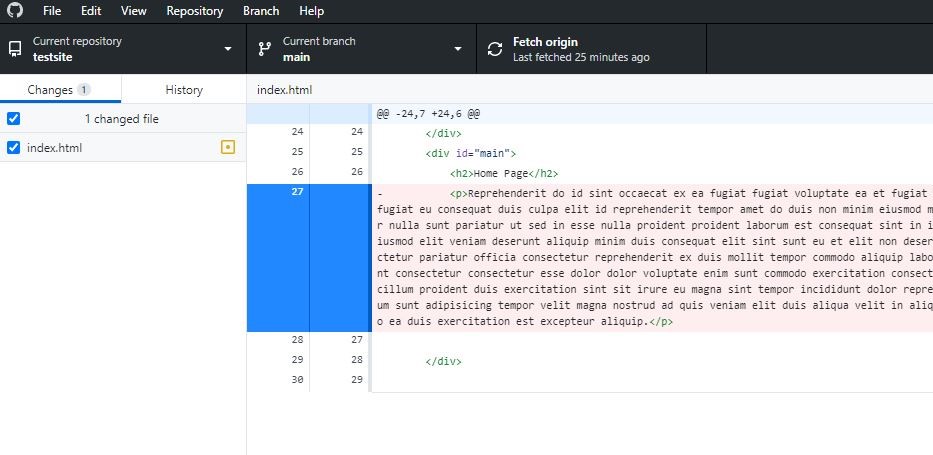 File Edit View Repository Branch Help
Current repository
testsite
Current branch
main
Fetch origin
Last fetched 25 minutes ago
Changes 1 History
index.html
1 changed file
index.html
@@ -24,7 +24,6 @@
24 24 </div>
25 25 <div id="main">
26 26 <h2>Home Page</h2>
27 - <p>Reprehenderit do id sint occaecat ex ea fugiat fugiat voluptate ea et fugiat
fugiat eu consequat duis culpa elit id reprehenderit tempor amet do duis non minim eiusmod m
r nulla sunt pariatur ut sed in esse nulla proident proident laborum est consequat sint in i
iusmod elit veniam deserunt aliquip minim duis consequat elit sint sunt eu et elit non deser
ctetur pariatur officia consectetur reprehenderit ex duis mollit tempor commodo aliquip labo
nt consectetur consectetur esse dolor dolor voluptate enim sunt commodo exercitation consect
cillum proident duis exercitation sint sit irure eu magna sint tempor incididunt dolor repre
um sunt adipisicing tempor velit magna nostrud ad quis veniam elit duis aliqua velit in aliq
o ea duis exercitation est excepteur aliquip.</p>
28 27
29 28 </div>
30 29